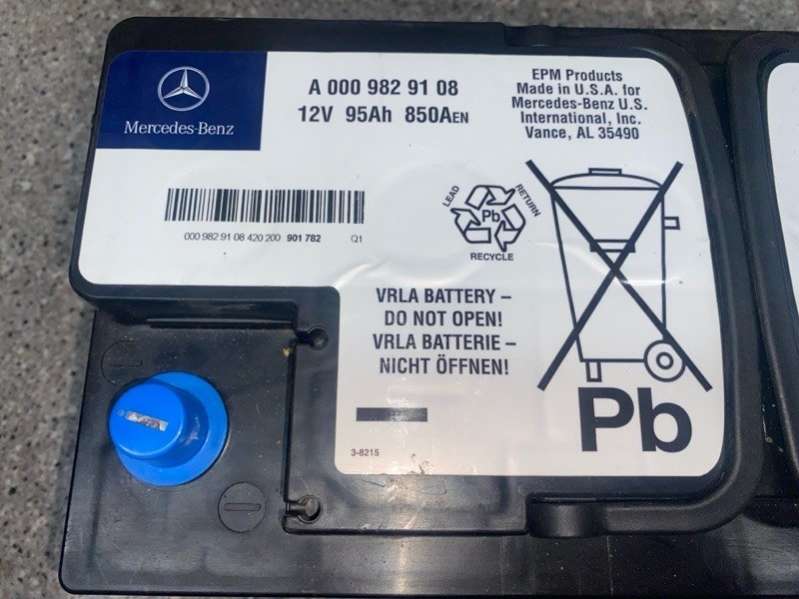 Mercedes-Benz
A 000 982 91 08
12V 95Ah 850AEN
EPM Products
Made in U.S.A. for
Mercedes-Benz U.S.
International, Inc.
Vance, AL 35490
000 982 91 08 420 200 901 782 Q1
LEAD
RETURN
Pb
RECYCLE
VRLA BATTERY –
DO NOT OPEN!
VRLA BATTERIE –
NICHT ÖFFNEN!
Pb
3-8215